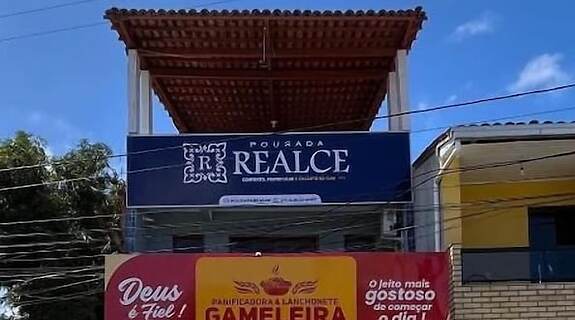 POUSADA
R REALCE
Deus
é Fiel!
PANIFICADORA & LANCHONETE
GAMELEIRA
O jeito mais
gostoso
de começar
o dia!